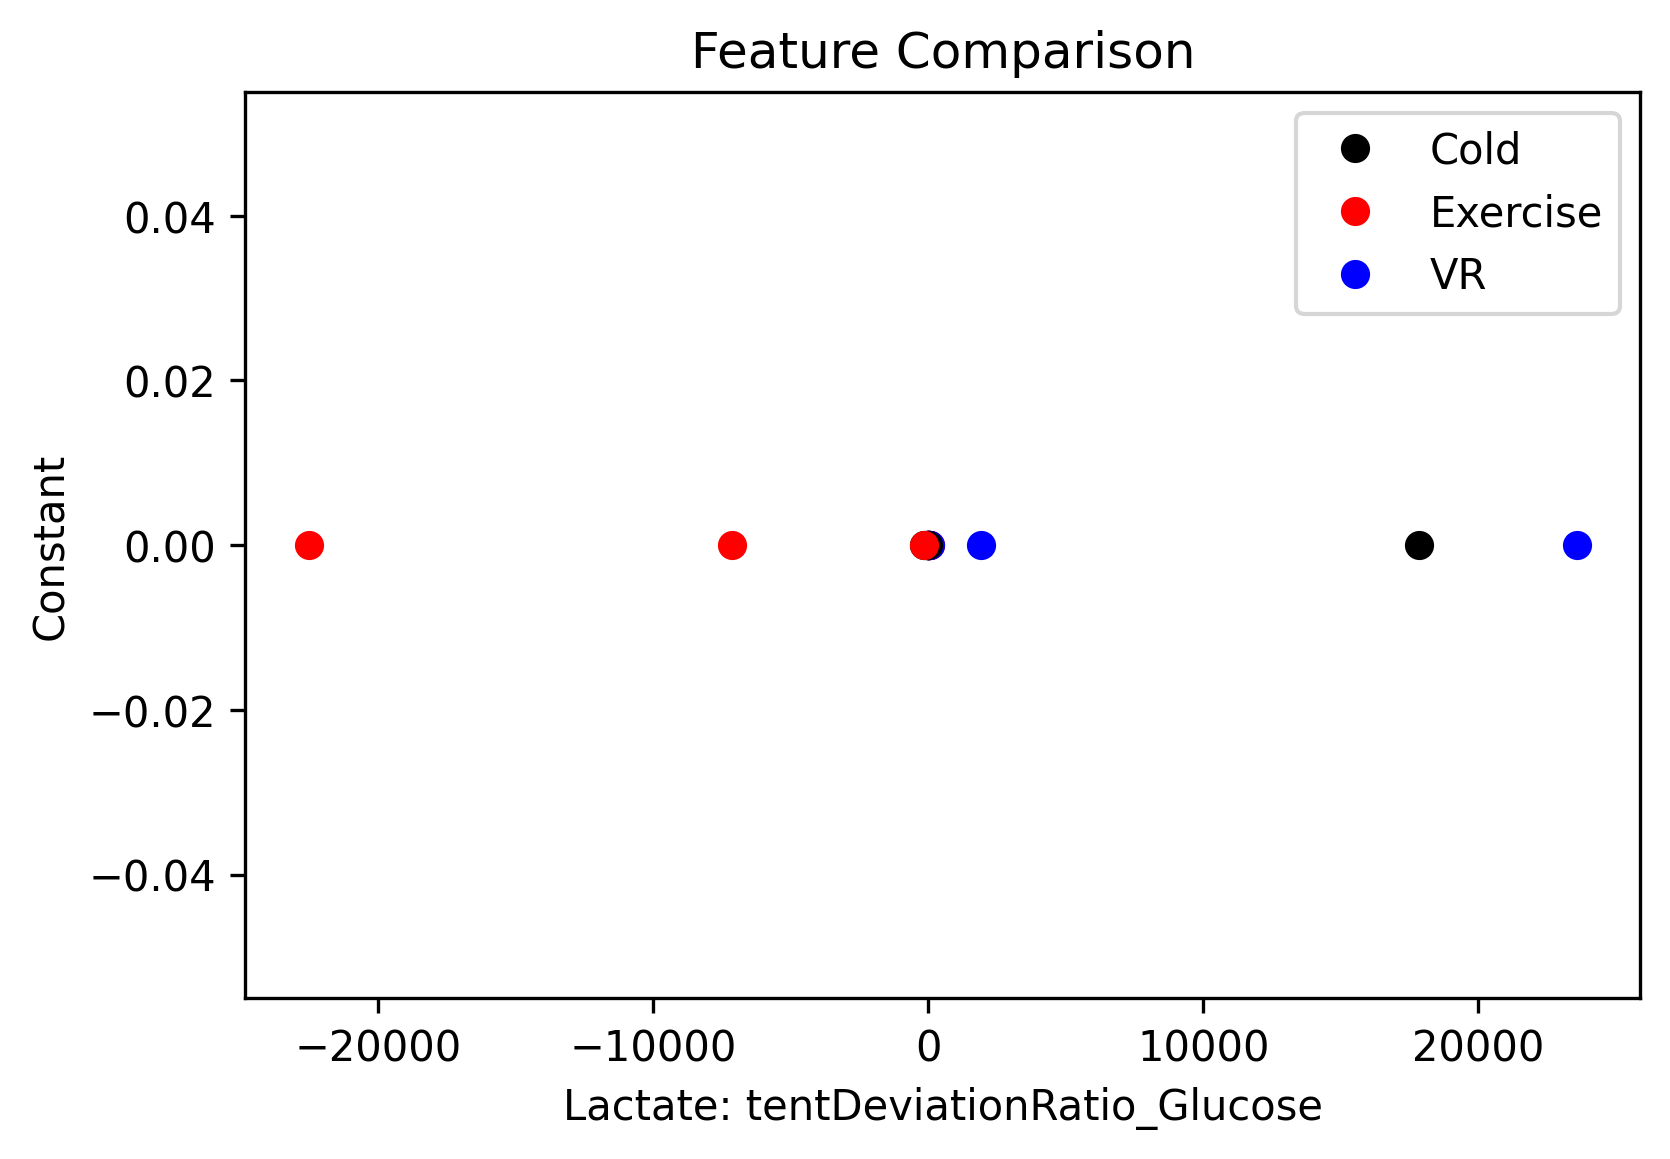 Feature Comparison
Cold
Exercise
VR
0.04
0.02
0.00
−0.02
−0.04
Constant
−20000
−10000
0
10000
20000
Lactate: tentDeviationRatio_Glucose